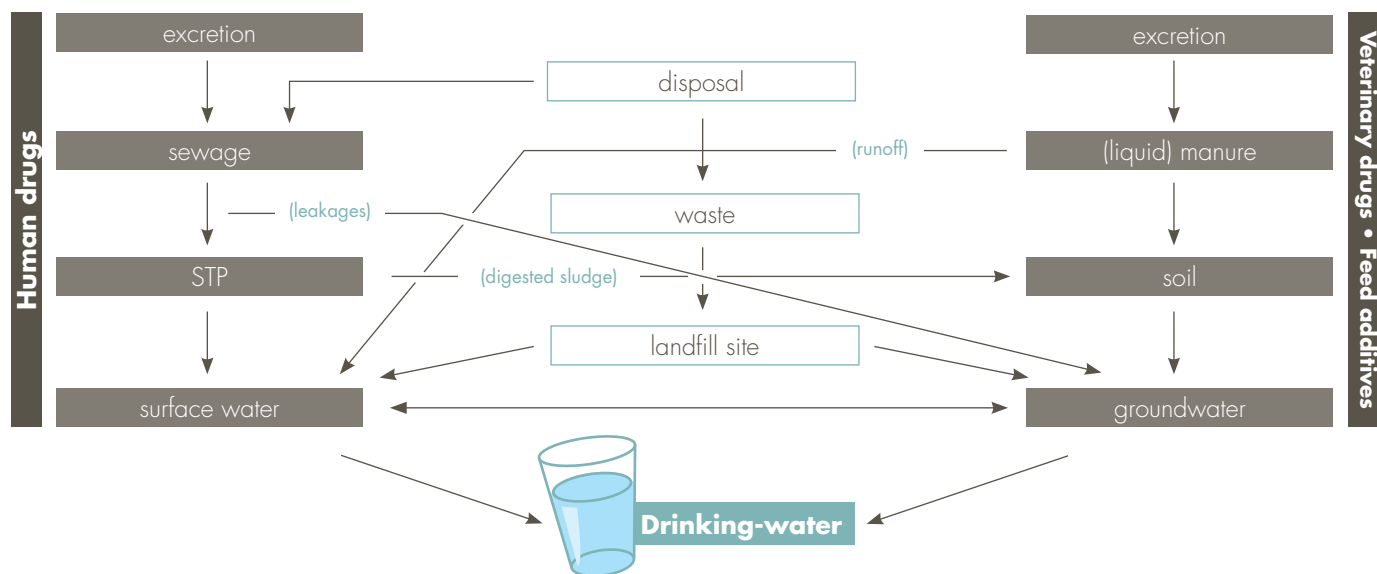 Human drugs
excretion
sewage
(leakages)
STP
(digested sludge)
surface water
disposal
waste
landfill site
excretion
(runoff)
(liquid) manure
soil
groundwater
Veterinary drugs • Feed additives
Drinking-water